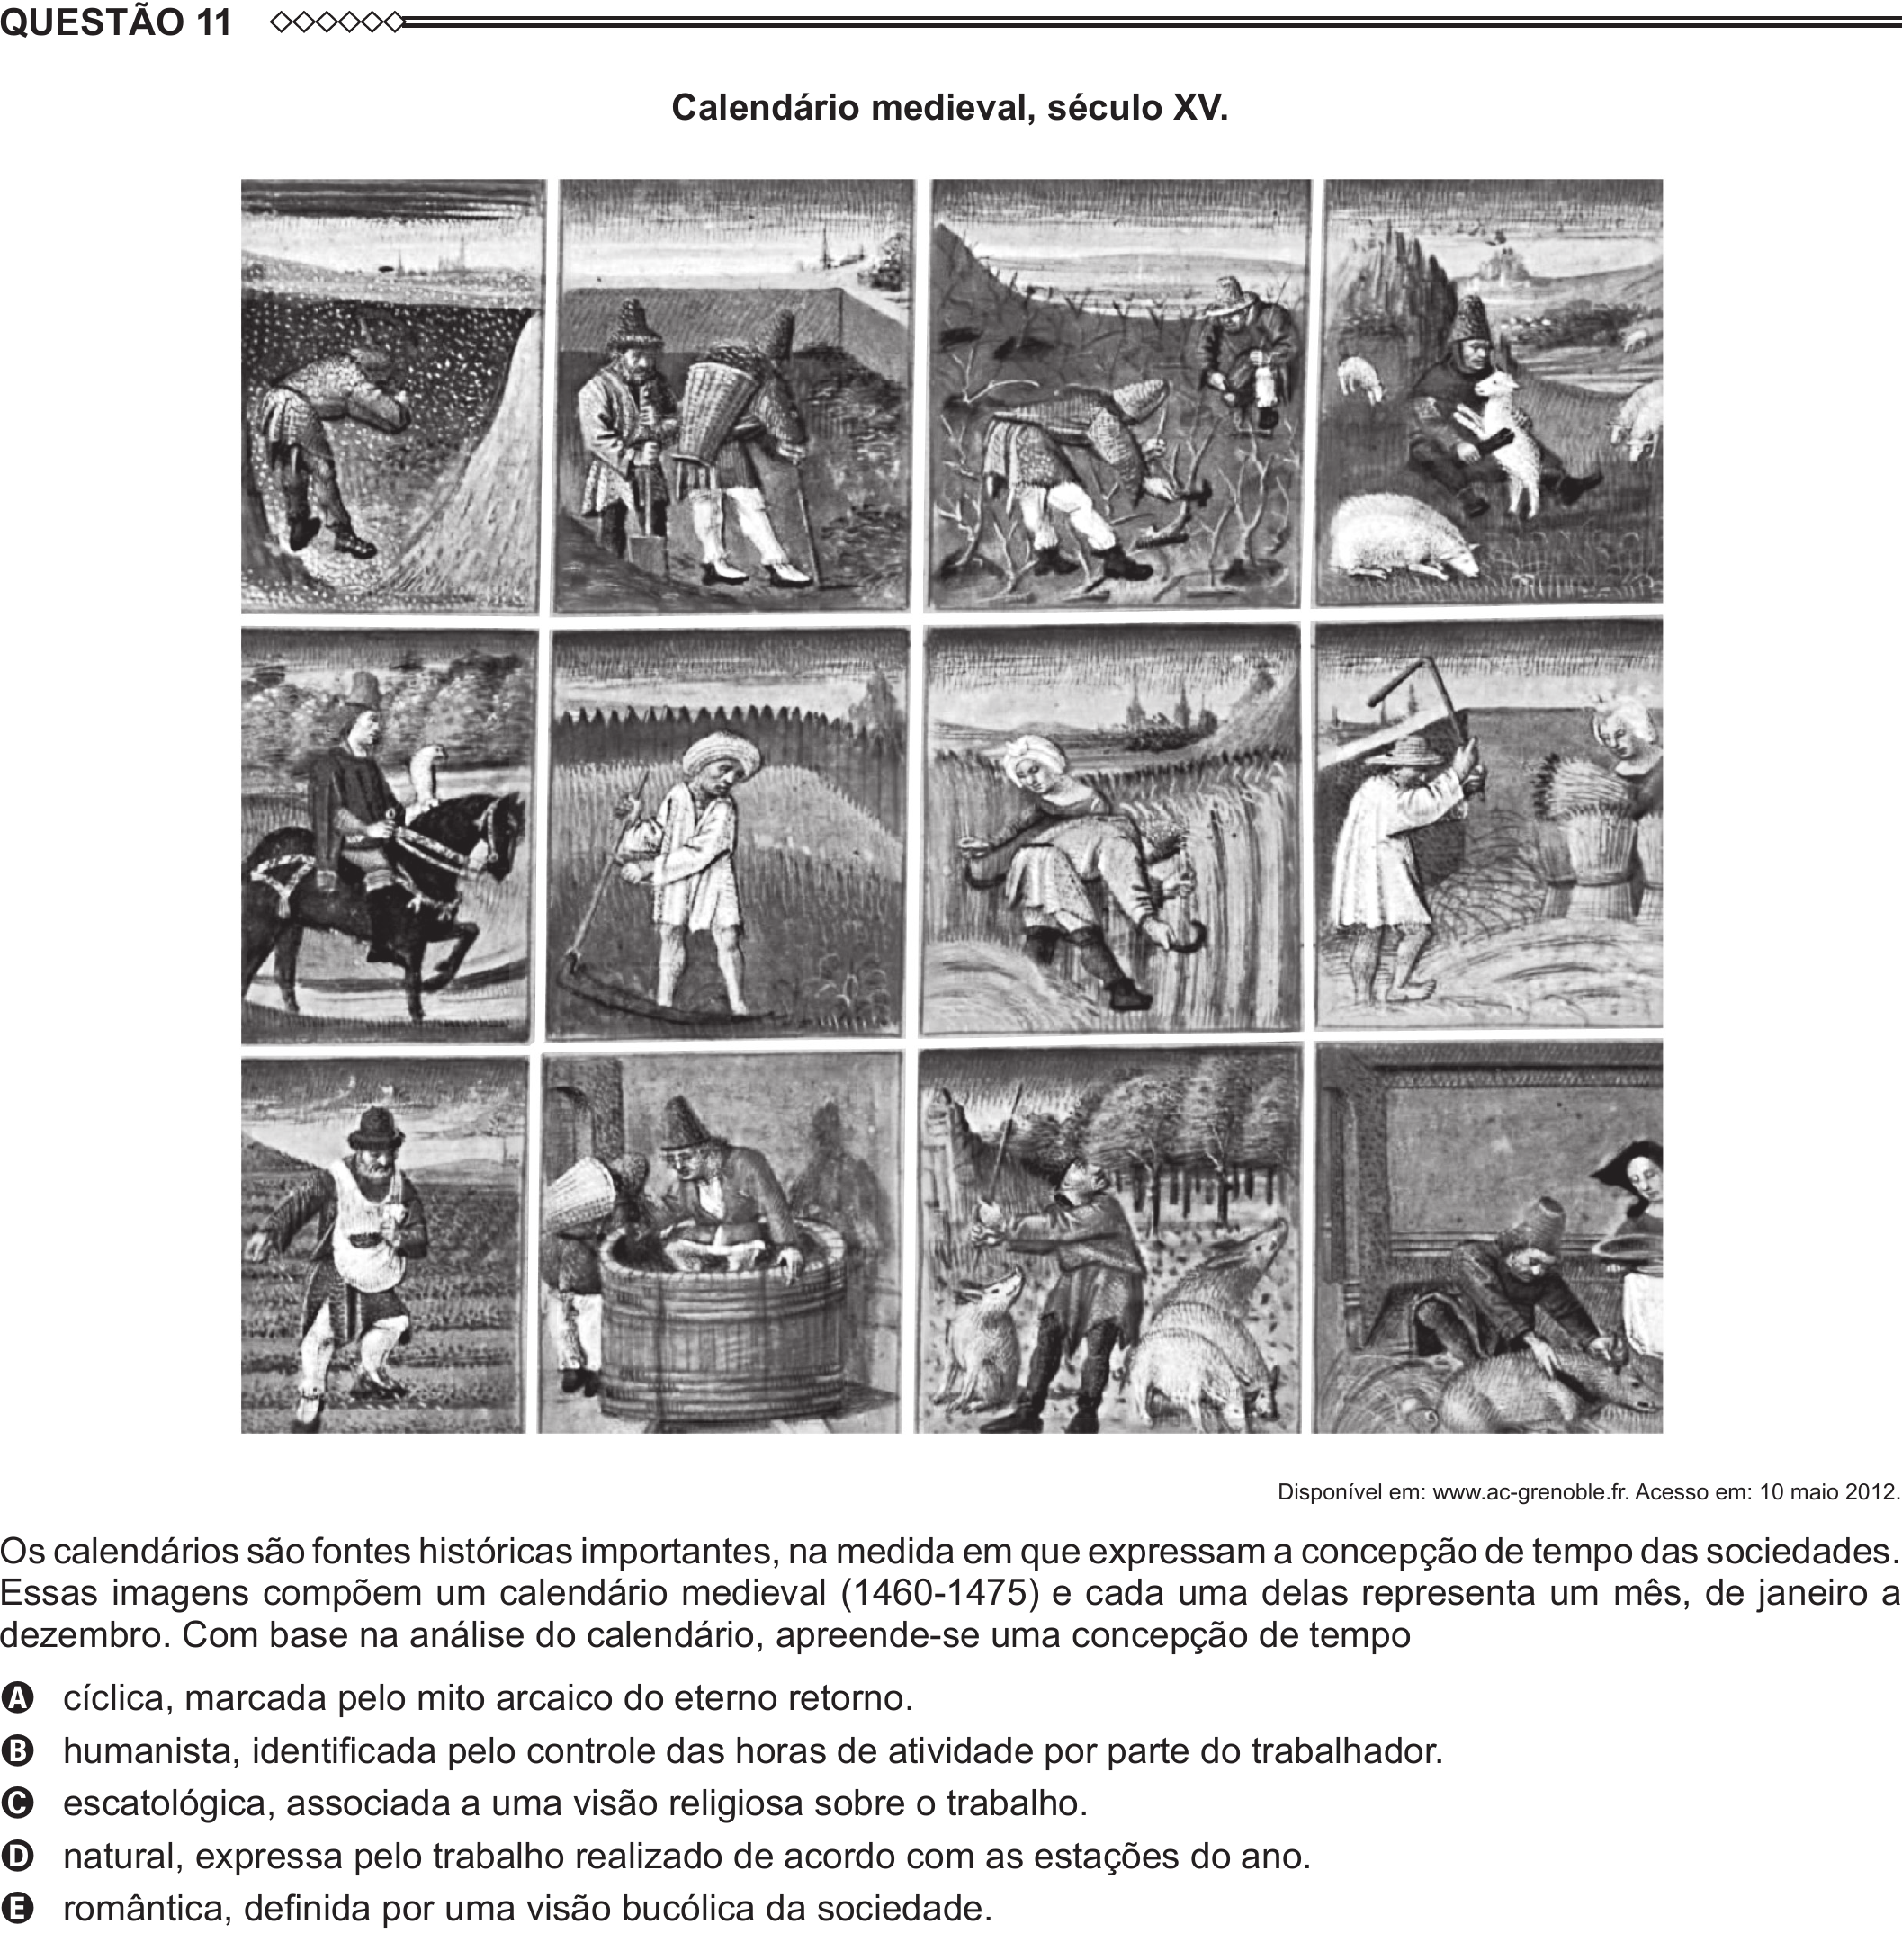 QUESTÃO 11
Calendário medieval, século XV.
Disponível em: www.ac-grenoble.fr. Acesso em: 10 maio 2012.
Os calendários são fontes históricas importantes, na medida em que expressam a concepção de tempo das sociedades.
Essas imagens compõem um calendário medieval (1460-1475) e cada uma delas representa um mês, de janeiro a
dezembro. Com base na análise do calendário, apreende-se uma concepção de tempo
A cíclica, marcada pelo mito arcaico do eterno retorno.
B humanista, identificada pelo controle das horas de atividade por parte do trabalhador.
C escatológica, associada a uma visão religiosa sobre o trabalho.
D natural, expressa pelo trabalho realizado de acordo com as estações do ano.
E romântica, definida por uma visão bucólica da sociedade.